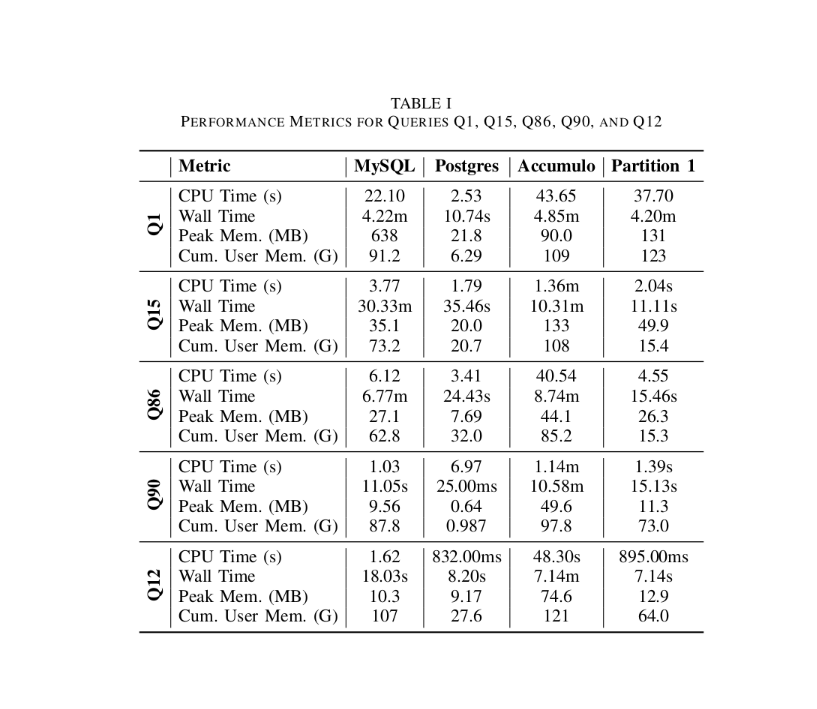 TABLE I
PERFORMANCE METRICS FOR QUERIES Q1, Q15, Q86, Q90, AND Q12
Metric MySQL Postgres Accumulo Partition 1
Q1
CPU Time (s) 22.10 2.53 43.65 37.70
Wall Time 4.22m 10.74s 4.85m 4.20m
Peak Mem. (MB) 638 21.8 90.0 131
Cum. User Mem. (G) 91.2 6.29 109 123
Q15
CPU Time (s) 3.77 1.79 1.36m 2.04s
Wall Time 30.33m 35.46s 10.31m 11.11s
Peak Mem. (MB) 35.1 20.0 133 49.9
Cum. User Mem. (G) 73.2 20.7 108 15.4
Q86
CPU Time (s) 6.12 3.41 40.54 4.55
Wall Time 6.77m 24.43s 8.74m 15.46s
Peak Mem. (MB) 27.1 7.69 44.1 26.3
Cum. User Mem. (G) 62.8 32.0 85.2 15.3
Q90
CPU Time (s) 1.03 6.97 1.14m 1.39s
Wall Time 11.05s 25.00ms 10.58m 15.13s
Peak Mem. (MB) 9.56 0.64 49.6 11.3
Cum. User Mem. (G) 87.8 0.987 97.8 73.0
Q12
CPU Time (s) 1.62 832.00ms 48.30s 895.00ms
Wall Time 18.03s 8.20s 7.14m 7.14s
Peak Mem. (MB) 10.3 9.17 74.6 12.9
Cum. User Mem. (G) 107 27.6 121 64.0